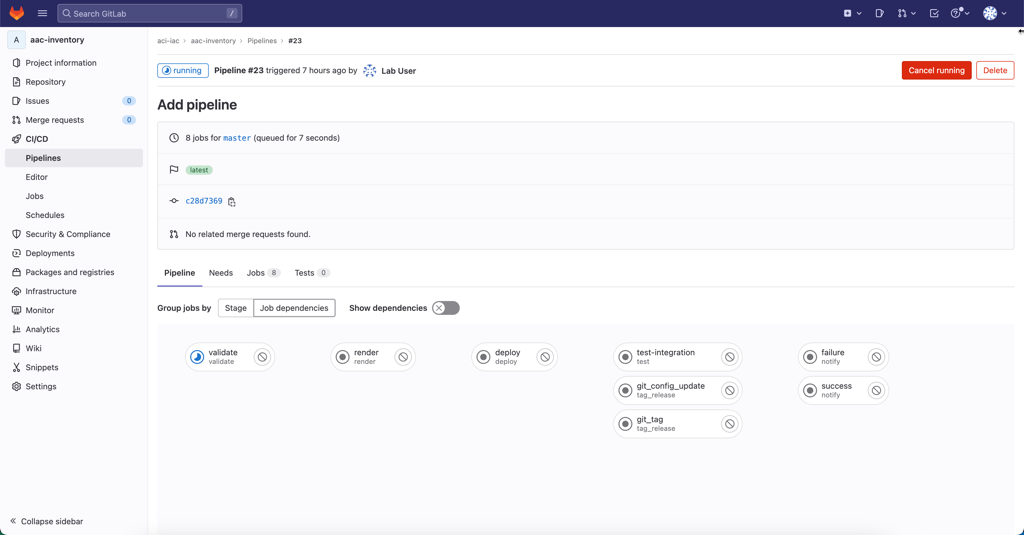 Search GitLab /
A aac-inventory
Project information
Repository
Issues 0
Merge requests 0
CI/CD
Pipelines
Editor
Jobs
Schedules
Security & Compliance
Deployments
Packages and registries
Infrastructure
Monitor
Analytics
Wiki
Snippets
Settings
Collapse sidebar
aci-iac > aac-inventory > Pipelines > #23
running Pipeline #23 triggered 7 hours ago by Lab User Cancel running Delete
Add pipeline
8 jobs for master (queued for 7 seconds)
latest
c28d7369
No related merge requests found.
Pipeline Needs Jobs 8 Tests 0
Group jobs by Stage Job dependencies Show dependencies
validate
validate
render
render
deploy
deploy
test-integration
test
git_config_update
tag_release
git_tag
tag_release
failure
notify
success
notify